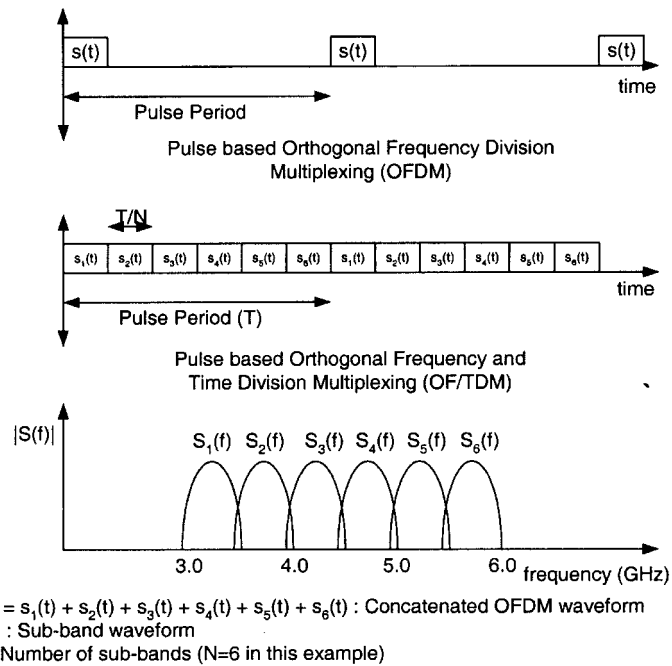 s(t) s(t) s(t)
time
Pulse Period
Pulse based Orthogonal Frequency Division
Multiplexing (OFDM)
T/N
s₁(t) s₂(t) s₃(t) s₄(t) s₅(t) s₆(t) s₁(t) s₂(t) s₃(t) s₄(t) s₅(t) s₆(t)
time
Pulse Period (T)
Pulse based Orthogonal Frequency and
Time Division Multiplexing (OF/TDM)
|S(f)|
S₁(f) S₂(f) S₃(f) S₄(f) S₅(f) S₆(f)
3.0 4.0 5.0 6.0 frequency (GHz)
= s₁(t) + s₂(t) + s₃(t) + s₄(t) + s₅(t) + s₆(t) : Concatenated OFDM waveform
: Sub-band waveform
Number of sub-bands (N=6 in this example)